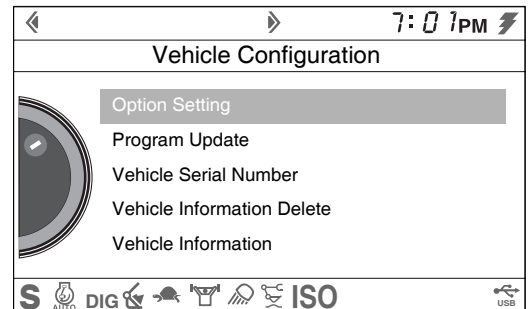 7:01PM
Vehicle Configuration
Option Setting
Program Update
Vehicle Serial Number
Vehicle Information Delete
Vehicle Information
S AUTO DIG ISO USB